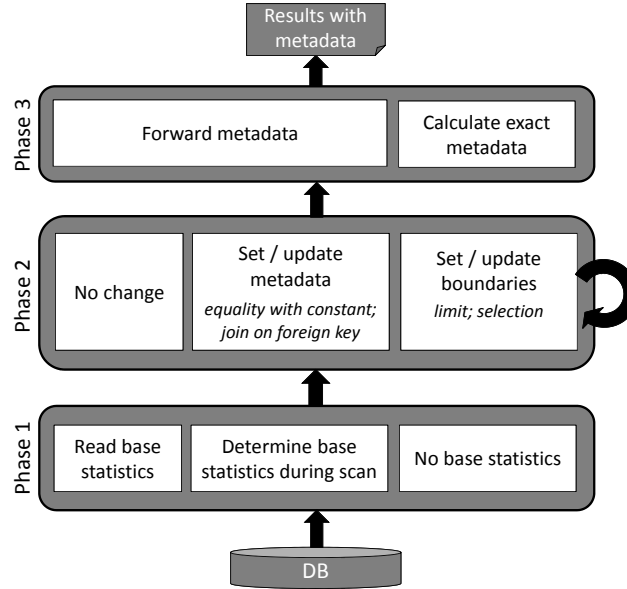 Results with
metadata
Phase 3
Forward metadata
Calculate exact
metadata
Phase 2
No change
Set / update
metadata
equality with constant;
join on foreign key
Set / update
boundaries
limit; selection
Phase 1
Read base
statistics
Determine base
statistics during scan
No base statistics
DB